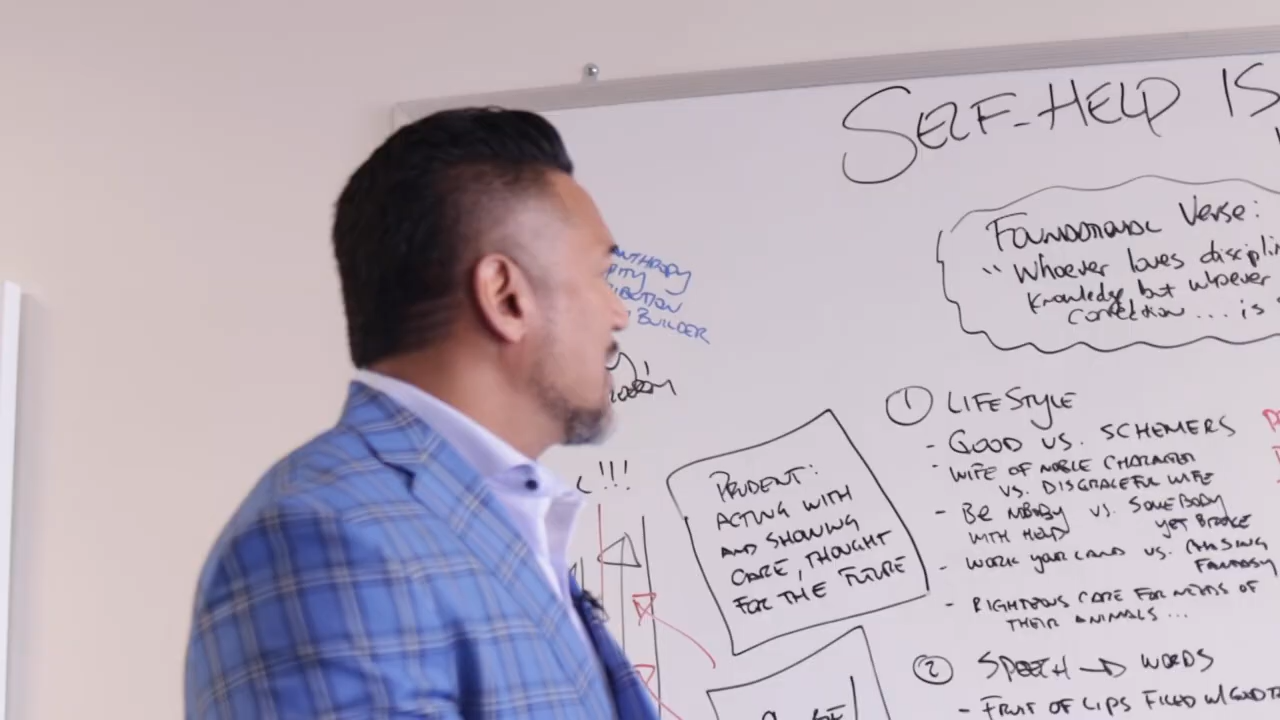 SELF-HELP IS
FOUNDATIONAL VERSE:
"WHOEVER loves discipli
Knowledge, but whoever
correction... is
BUILDER
① LIFESTYLE
- GOOD VS. SCHEMERS
- WIFE OF NOBLE CHARACTER
VS. DISGRACEFUL WIFE
- BE NOBODY VS. SOMEBODY
WITH HELP YET BROKE
- WORK YOUR LAND VS. CHASING
FANTASY
- RIGHTEOUS CARE FOR NEEDS OF
THEIR ANIMALS...
PRUDENT:
ACTING WITH
AND SHOWING
CARE, THOUGHT
FOR THE FUTURE
!!!
② SPEECH → WORDS
- FRUIT OF LIPS FILLED W/GOOD